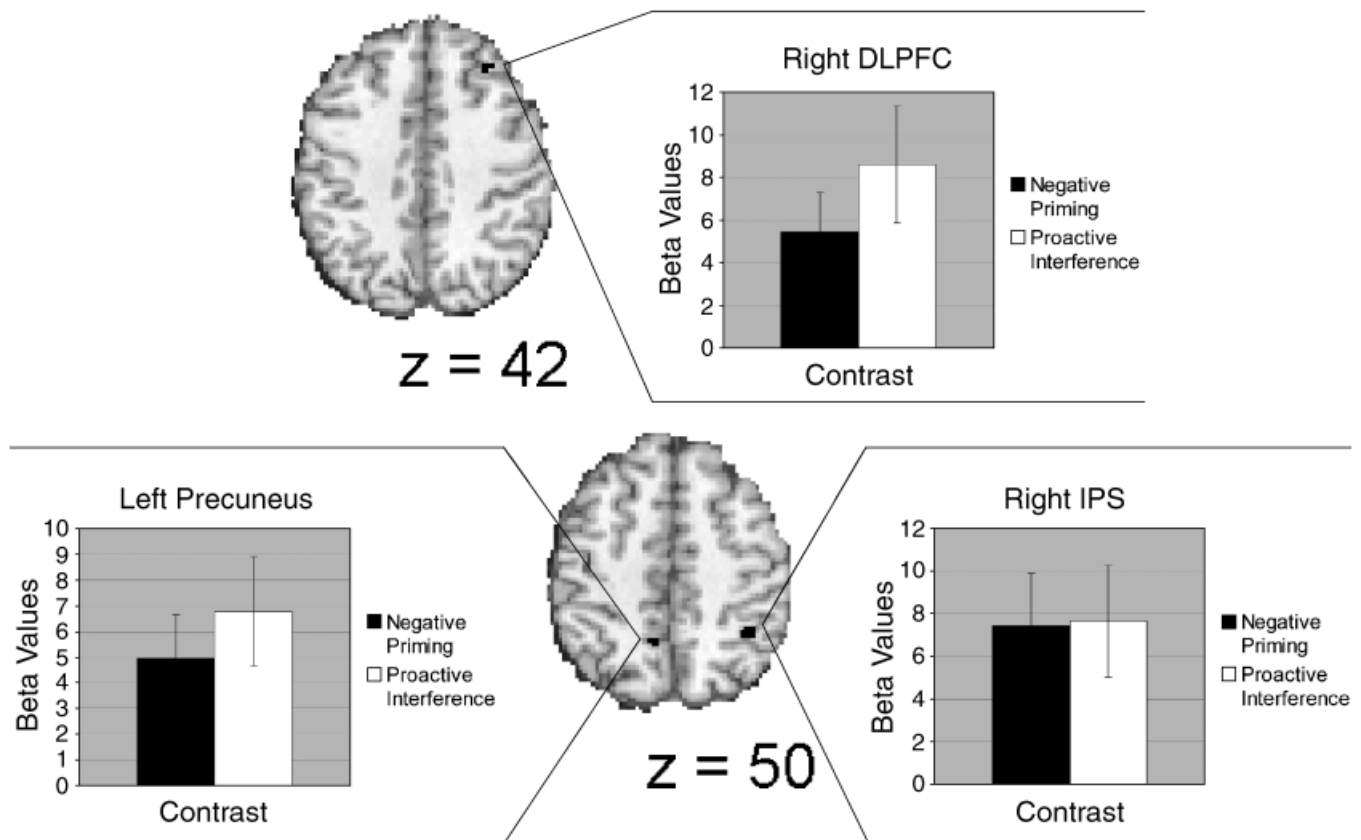 Right DLPFC
12
10
8
6
4
2
0
Beta Values
Contrast
Negative
Priming
Proactive
Interference
z = 42
Left Precuneus
10
9
8
7
6
5
4
3
2
1
0
Beta Values
Contrast
Negative
Priming
Proactive
Interference
z = 50
Right IPS
12
10
8
6
4
2
0
Beta Values
Contrast
Negative
Priming
Proactive
Interference